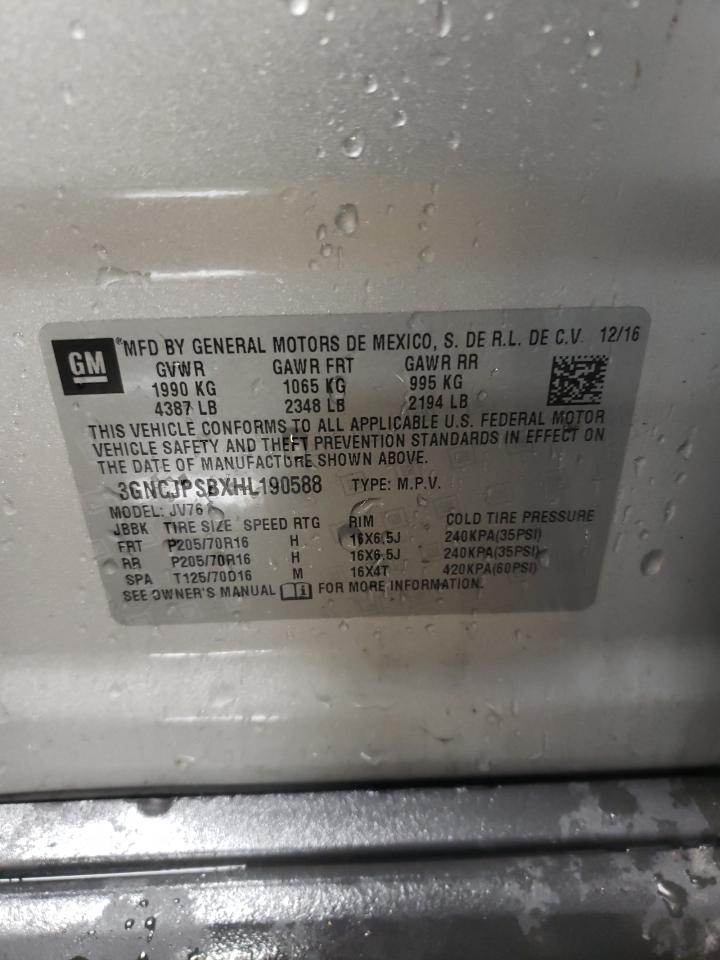 GM ®MFD BY GENERAL MOTORS DE MEXICO, S. DE R.L. DE C.V. 12/16
GVWR GAWR FRT GAWR RR
1990 KG 1065 KG 995 KG
4387 LB 2348 LB 2194 LB
THIS VEHICLE CONFORMS TO ALL APPLICABLE U.S. FEDERAL MOTOR
VEHICLE SAFETY AND THEFT PREVENTION STANDARDS IN EFFECT ON
THE DATE OF MANUFACTURE SHOWN ABOVE.
3GNCJPSBXHL190588 TYPE: M.P.V.
MODEL: JV76
JBBK TIRE SIZE SPEED RTG RIM COLD TIRE PRESSURE
FRT P205/70R16 H 16X6.5J 240KPA(35PSI)
RR P205/70R16 H 16X6.5J 240KPA(35PSI)
SPA T125/70D16 M 16X4T 420KPA(60PSI)
SEE OWNER'S MANUAL FOR MORE INFORMATION.